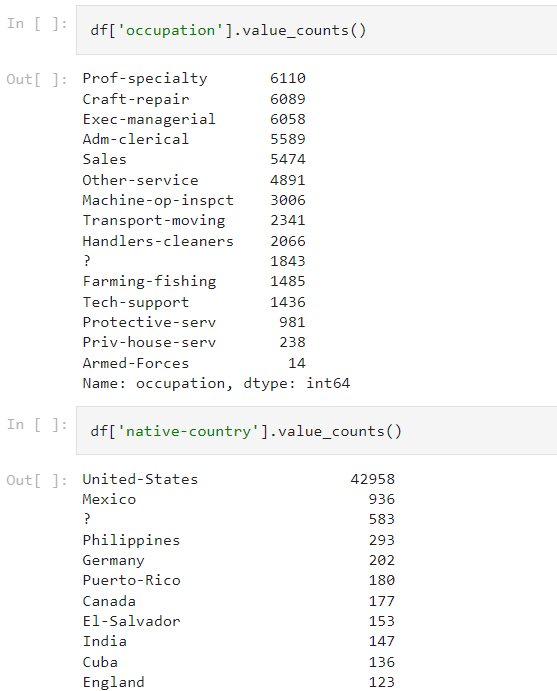 In [ ]: df['occupation'].value_counts()
Out[ ]: Prof-specialty 6110
Craft-repair 6089
Exec-managerial 6058
Adm-clerical 5589
Sales 5474
Other-service 4891
Machine-op-inspct 3006
Transport-moving 2341
Handlers-cleaners 2066
? 1843
Farming-fishing 1485
Tech-support 1436
Protective-serv 981
Priv-house-serv 238
Armed-Forces 14
Name: occupation, dtype: int64
In [ ]: df['native-country'].value_counts()
Out[ ]: United-States 42958
Mexico 936
? 583
Philippines 293
Germany 202
Puerto-Rico 180
Canada 177
El-Salvador 153
India 147
Cuba 136
England 123